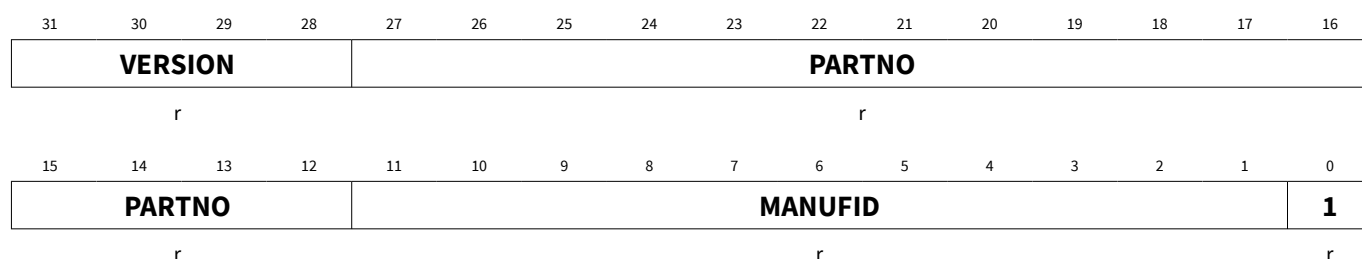 31 30 29 28 27 26 25 24 23 22 21 20 19 18 17 16
VERSION PARTNO
r r
15 14 13 12 11 10 9 8 7 6 5 4 3 2 1 0
PARTNO MANUFID 1
r r r